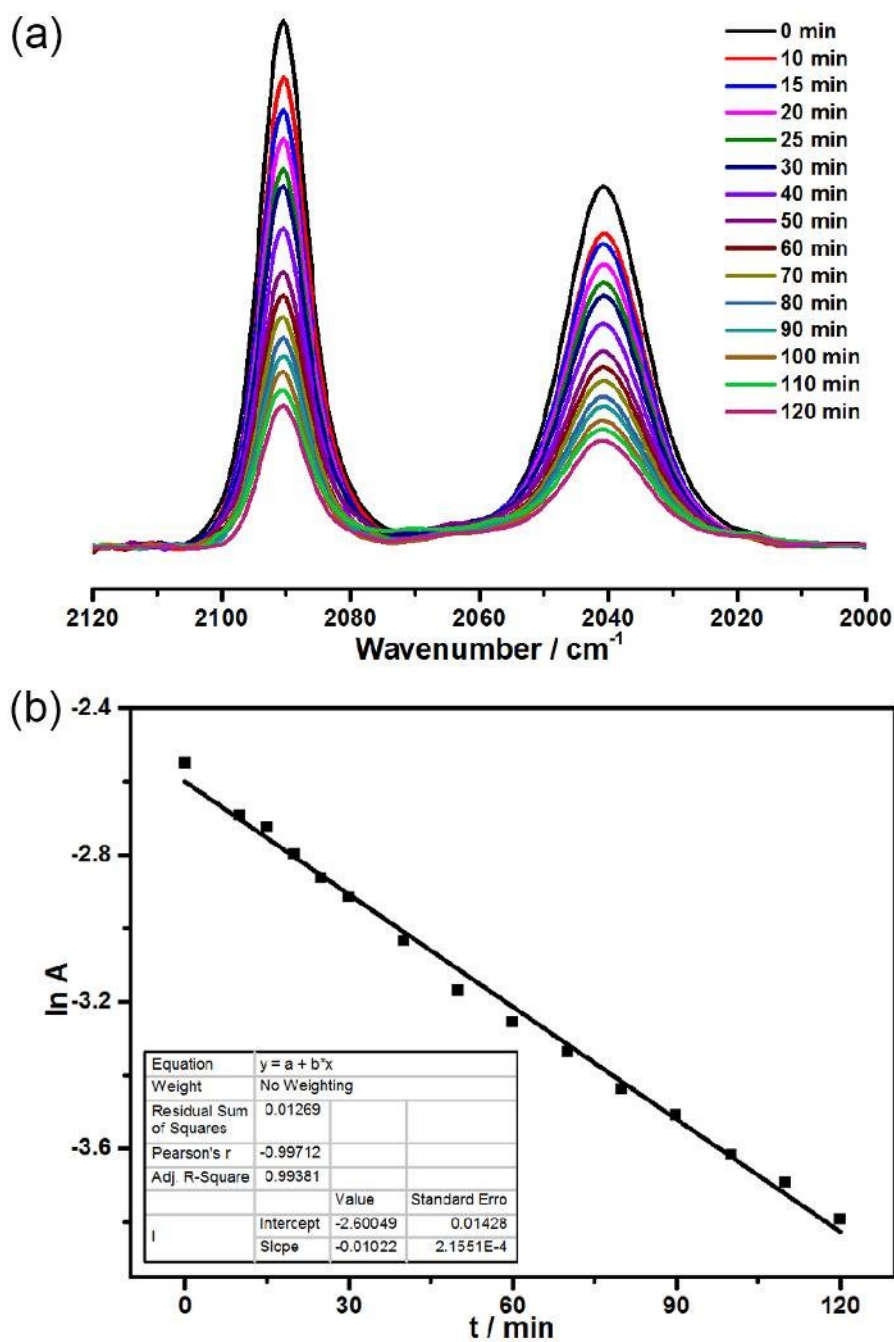 (a)
0 min
10 min
15 min
20 min
25 min
30 min
40 min
50 min
60 min
70 min
80 min
90 min
100 min
110 min
120 min
2120 2100 2080 2060 2040 2020 2000
Wavenumber / cm-1
(b)
-2.4
-2.8
-3.2
-3.6
ln A
Equation y = a + b*x
Weight No Weighting
Residual Sum of Squares 0.01269
Pearson's r -0.99712
Adj. R-Square 0.99381
Value Standard Erro
I Intercept -2.60049 0.01428
Slope -0.01022 2.1551E-4
0 30 60 90 120
t / min